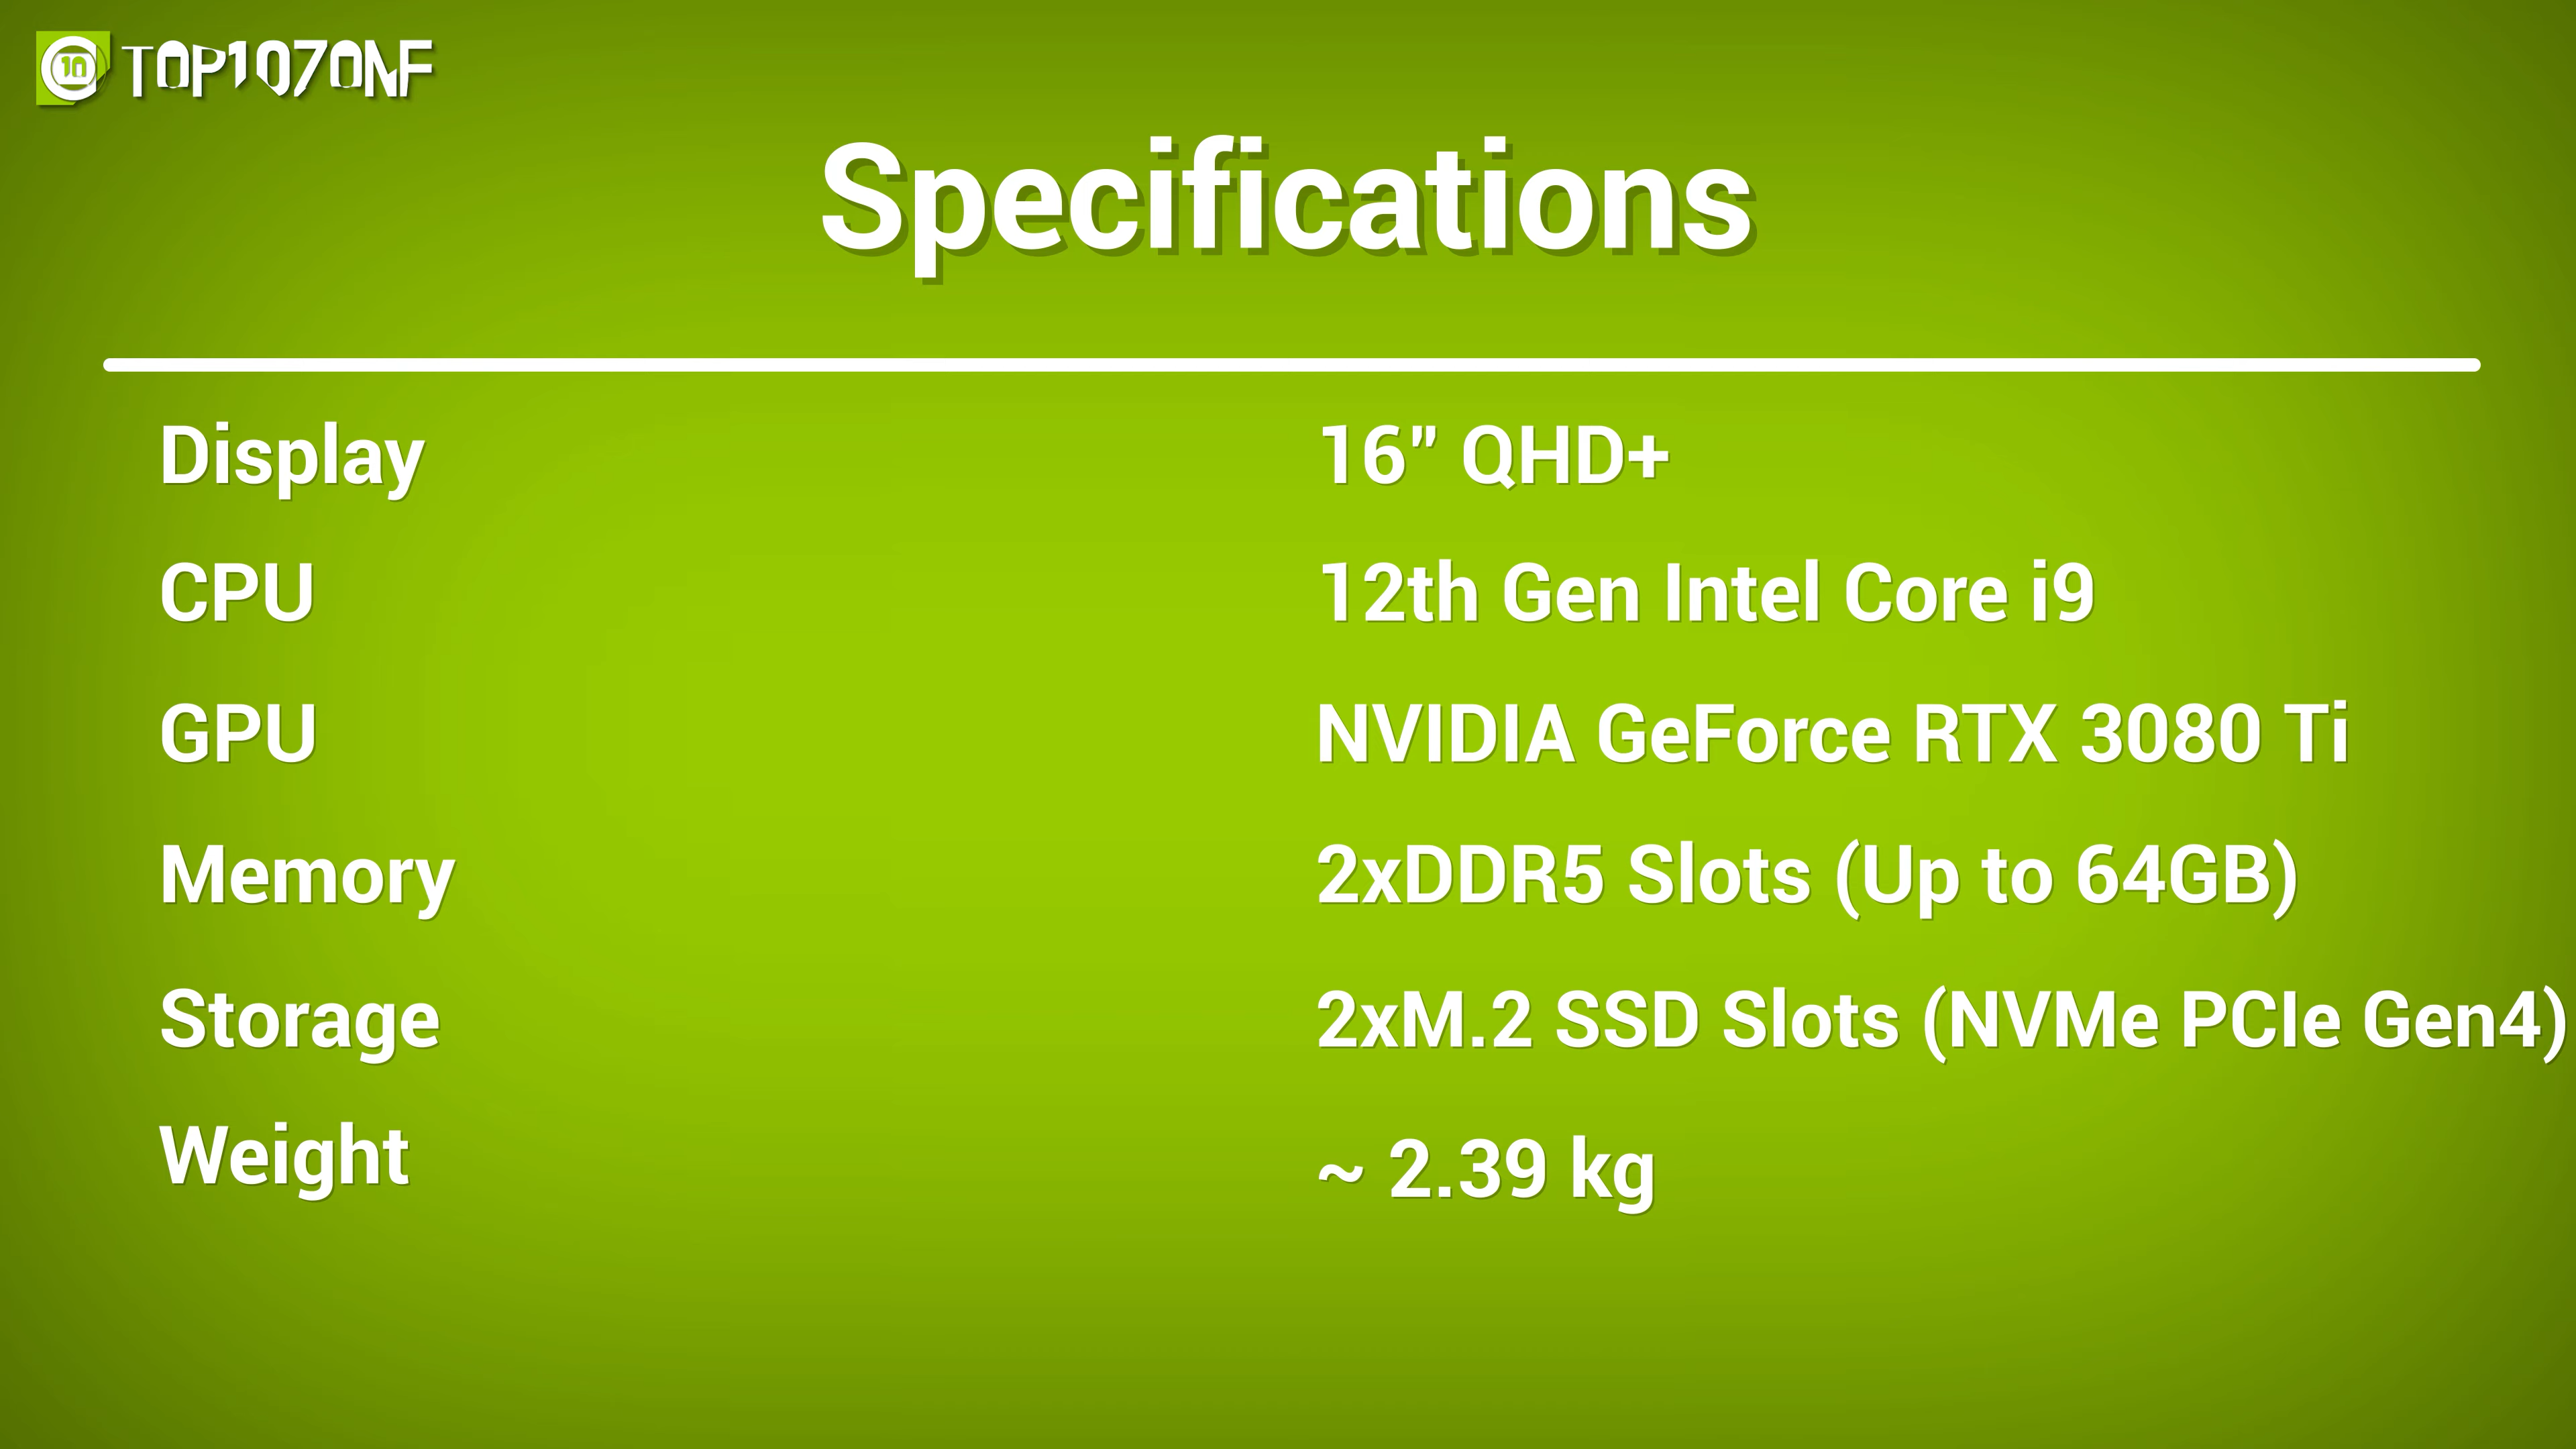 TOP10ZONE
Specifications
Display 16" QHD+
CPU 12th Gen Intel Core i9
GPU NVIDIA GeForce RTX 3080 Ti
Memory 2xDDR5 Slots (Up to 64GB)
Storage 2xM.2 SSD Slots (NVMe PCIe Gen4)
Weight ~ 2.39 kg